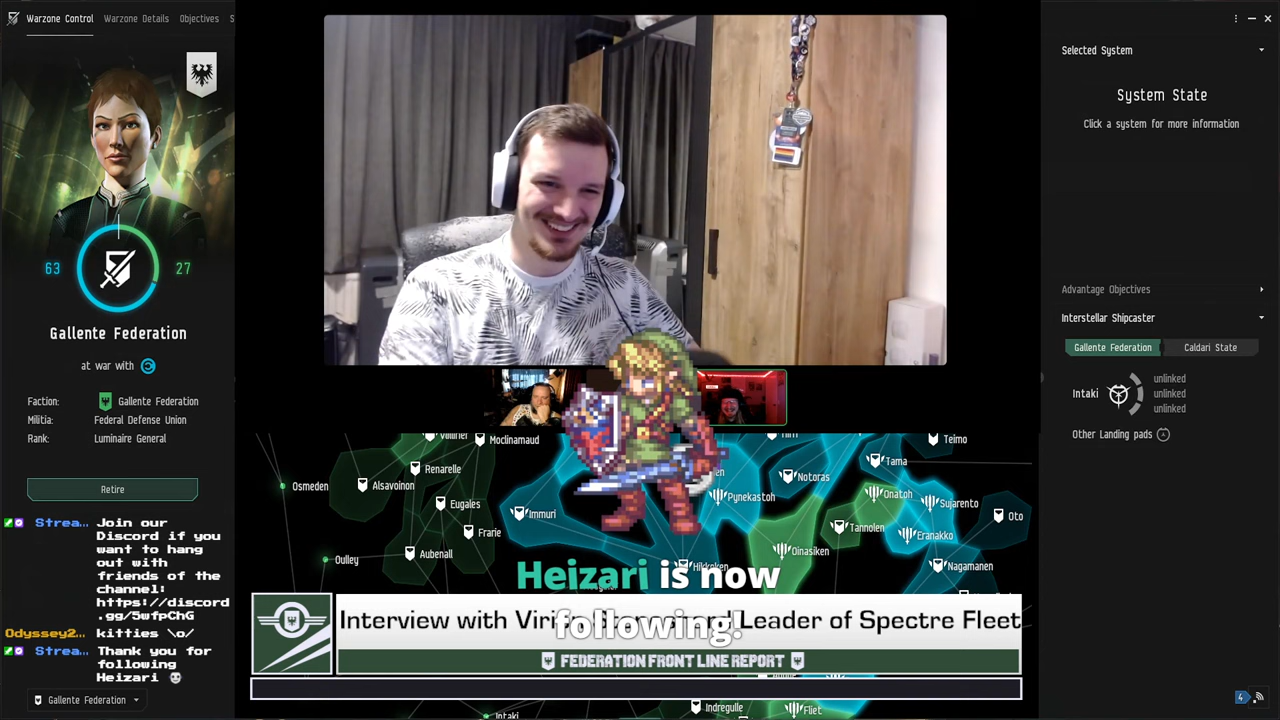 Warzone Control
Warzone Details
Objectives
S
63
27
Gallente Federation
at war with
Faction:
Gallente Federation
Militia:
Federal Defense Union
Rank:
Luminaire General
Retire
Strea...
Join our
Discord if you
want to hang
out with
friends of the
channel:
https://discord
.gg/5wfpChG
Odyssey2...
kitties \o/
Strea...
Thank you for
following
Heizari
Gallente Federation
Moclinamaud
Renarelle
Osmeden
Alsavoinon
Eugales
Immuri
Frarie
Oulley
Aubenall
Teimo
Tama
Notoras
Pynekastoh
Onatoh
Sujarento
Oto
Tannolen
Eranakko
Oinasiken
Nagamanen
Hikkoken
Heizari is now
following!
Interview with Virion Leader of Spectre Fleet
FEDERATION FRONT LINE REPORT
Intaki
Indregulle
Fliet
Selected System
System State
Click a system for more information
Advantage Objectives
Interstellar Shipcaster
Gallente Federation
Caldari State
Intaki
unlinked
unlinked
unlinked
Other Landing pads
4